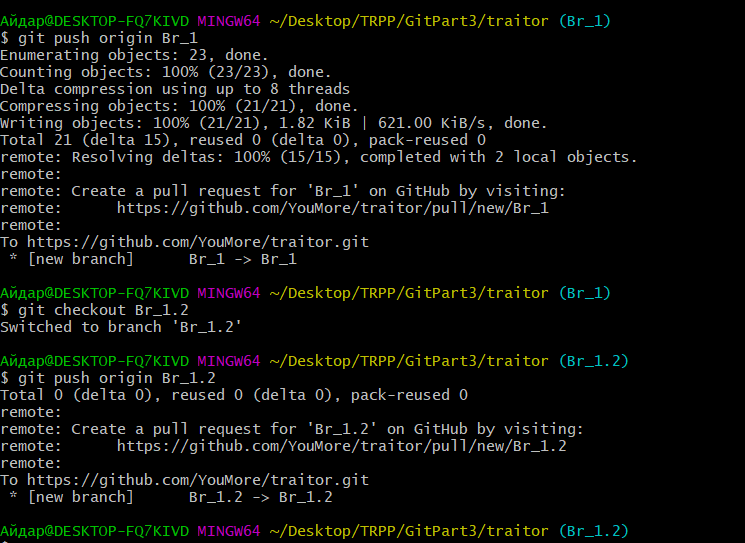 Айдар@DESKTOP-FQ7KIVD MINGW64 ~/Desktop/TRPP/GitPart3/traitor (Br_1)
$ git push origin Br_1
Enumerating objects: 23, done.
Counting objects: 100% (23/23), done.
Delta compression using up to 8 threads
Compressing objects: 100% (21/21), done.
Writing objects: 100% (21/21), 1.82 KiB | 621.00 KiB/s, done.
Total 21 (delta 15), reused 0 (delta 0), pack-reused 0
remote: Resolving deltas: 100% (15/15), completed with 2 local objects.
remote:
remote: Create a pull request for 'Br_1' on GitHub by visiting:
remote:      https://github.com/YouMore/traitor/pull/new/Br_1
remote:
To https://github.com/YouMore/traitor.git
 * [new branch]      Br_1 -> Br_1
Айдар@DESKTOP-FQ7KIVD MINGW64 ~/Desktop/TRPP/GitPart3/traitor (Br_1)
$ git checkout Br_1.2
Switched to branch 'Br_1.2'
Айдар@DESKTOP-FQ7KIVD MINGW64 ~/Desktop/TRPP/GitPart3/traitor (Br_1.2)
$ git push origin Br_1.2
Total 0 (delta 0), reused 0 (delta 0), pack-reused 0
remote:
remote: Create a pull request for 'Br_1.2' on GitHub by visiting:
remote:      https://github.com/YouMore/traitor/pull/new/Br_1.2
remote:
To https://github.com/YouMore/traitor.git
 * [new branch]      Br_1.2 -> Br_1.2
Айдар@DESKTOP-FQ7KIVD MINGW64 ~/Desktop/TRPP/GitPart3/traitor (Br_1.2)